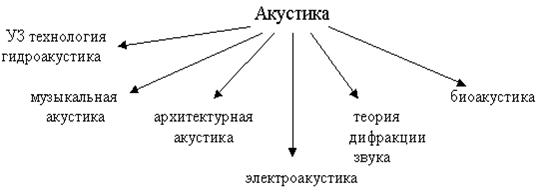 Акустика
УЗ технология
гидроакустика
музыкальная
акустика
архитектурная
акустика
электроакустика
теория
дифракции
звука
биоакустика